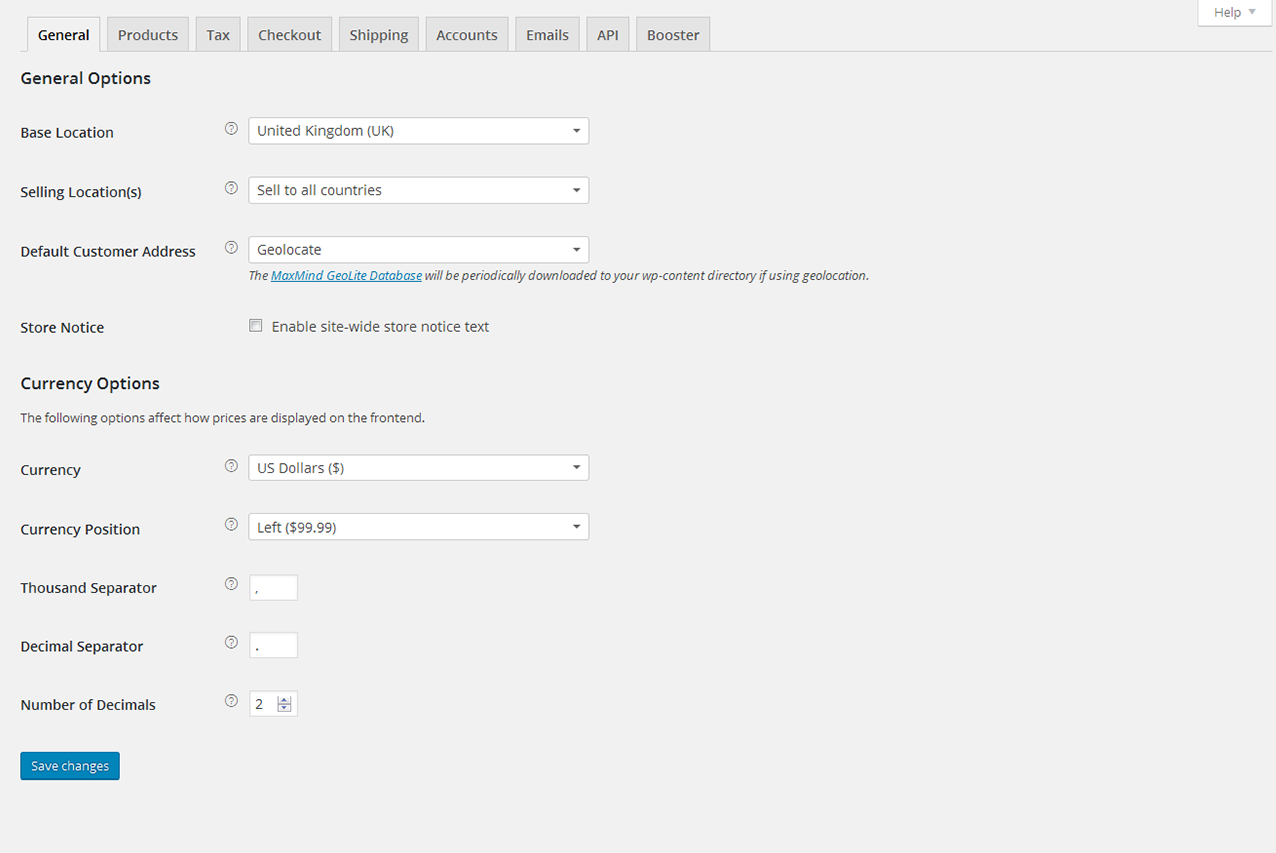 Help
General Products Tax Checkout Shipping Accounts Emails API Booster
General Options
Base Location ? United Kingdom (UK)
Selling Location(s) ? Sell to all countries
Default Customer Address ? Geolocate
The MaxMind GeoLite Database will be periodically downloaded to your wp-content directory if using geolocation.
Store Notice Enable site-wide store notice text
Currency Options
The following options affect how prices are displayed on the frontend.
Currency ? US Dollars ($)
Currency Position ? Left ($99.99)
Thousand Separator ? ,
Decimal Separator ? .
Number of Decimals ? 2
Save changes